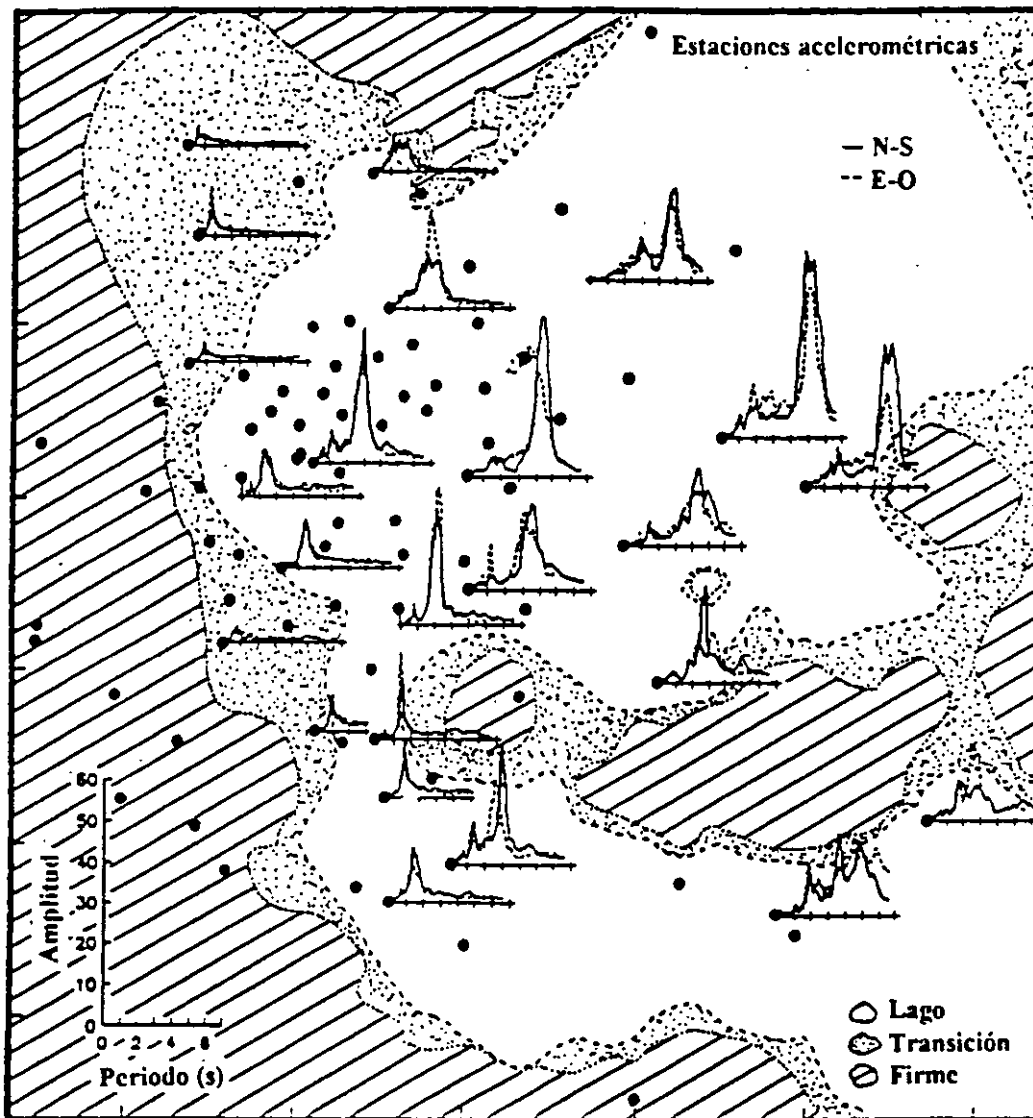 Estaciones acelerométricas
N-S
E-O
60
50
40
30
20
10
0
Amplitud
0 2 4 6
Periodo (s)
Lago
Transición
Firme